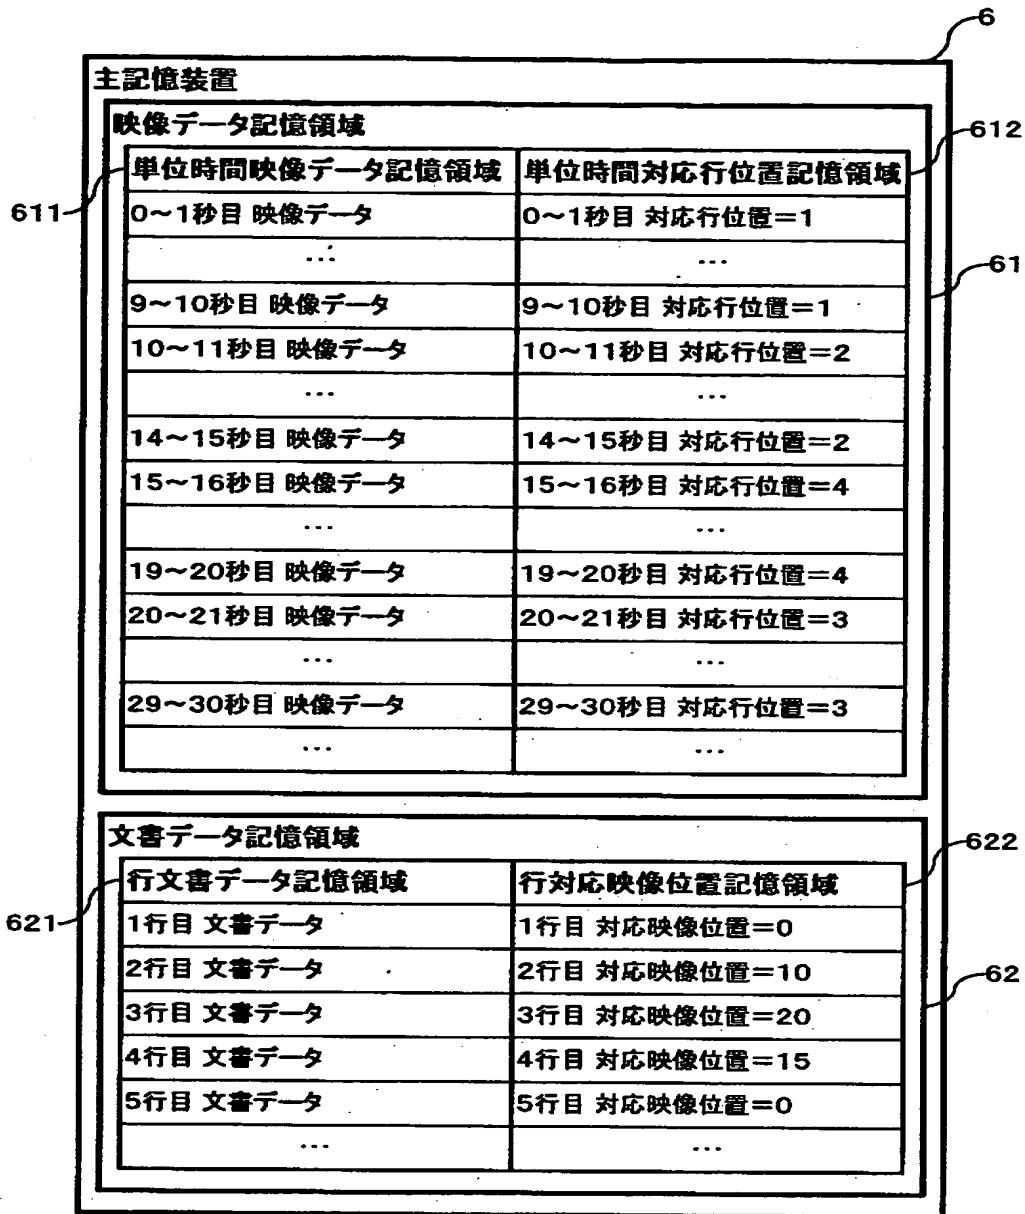 6
主記憶装置
映像データ記憶領域
612
611
単位時間映像データ記憶領域 単位時間対応行位置記憶領域
0～1秒目 映像データ 0～1秒目 対応行位置＝1
... ...
61
9～10秒目 映像データ 9～10秒目 対応行位置＝1
10～11秒目 映像データ 10～11秒目 対応行位置＝2
... ...
14～15秒目 映像データ 14～15秒目 対応行位置＝2
15～16秒目 映像データ 15～16秒目 対応行位置＝4
... ...
19～20秒目 映像データ 19～20秒目 対応行位置＝4
20～21秒目 映像データ 20～21秒目 対応行位置＝3
... ...
29～30秒目 映像データ 29～30秒目 対応行位置＝3
... ...
文書データ記憶領域
622
行文書データ記憶領域 行対応映像位置記憶領域
621
1行目 文書データ 1行目 対応映像位置＝0
2行目 文書データ 2行目 対応映像位置＝10
62
3行目 文書データ 3行目 対応映像位置＝20
4行目 文書データ 4行目 対応映像位置＝15
5行目 文書データ 5行目 対応映像位置＝0
... ...